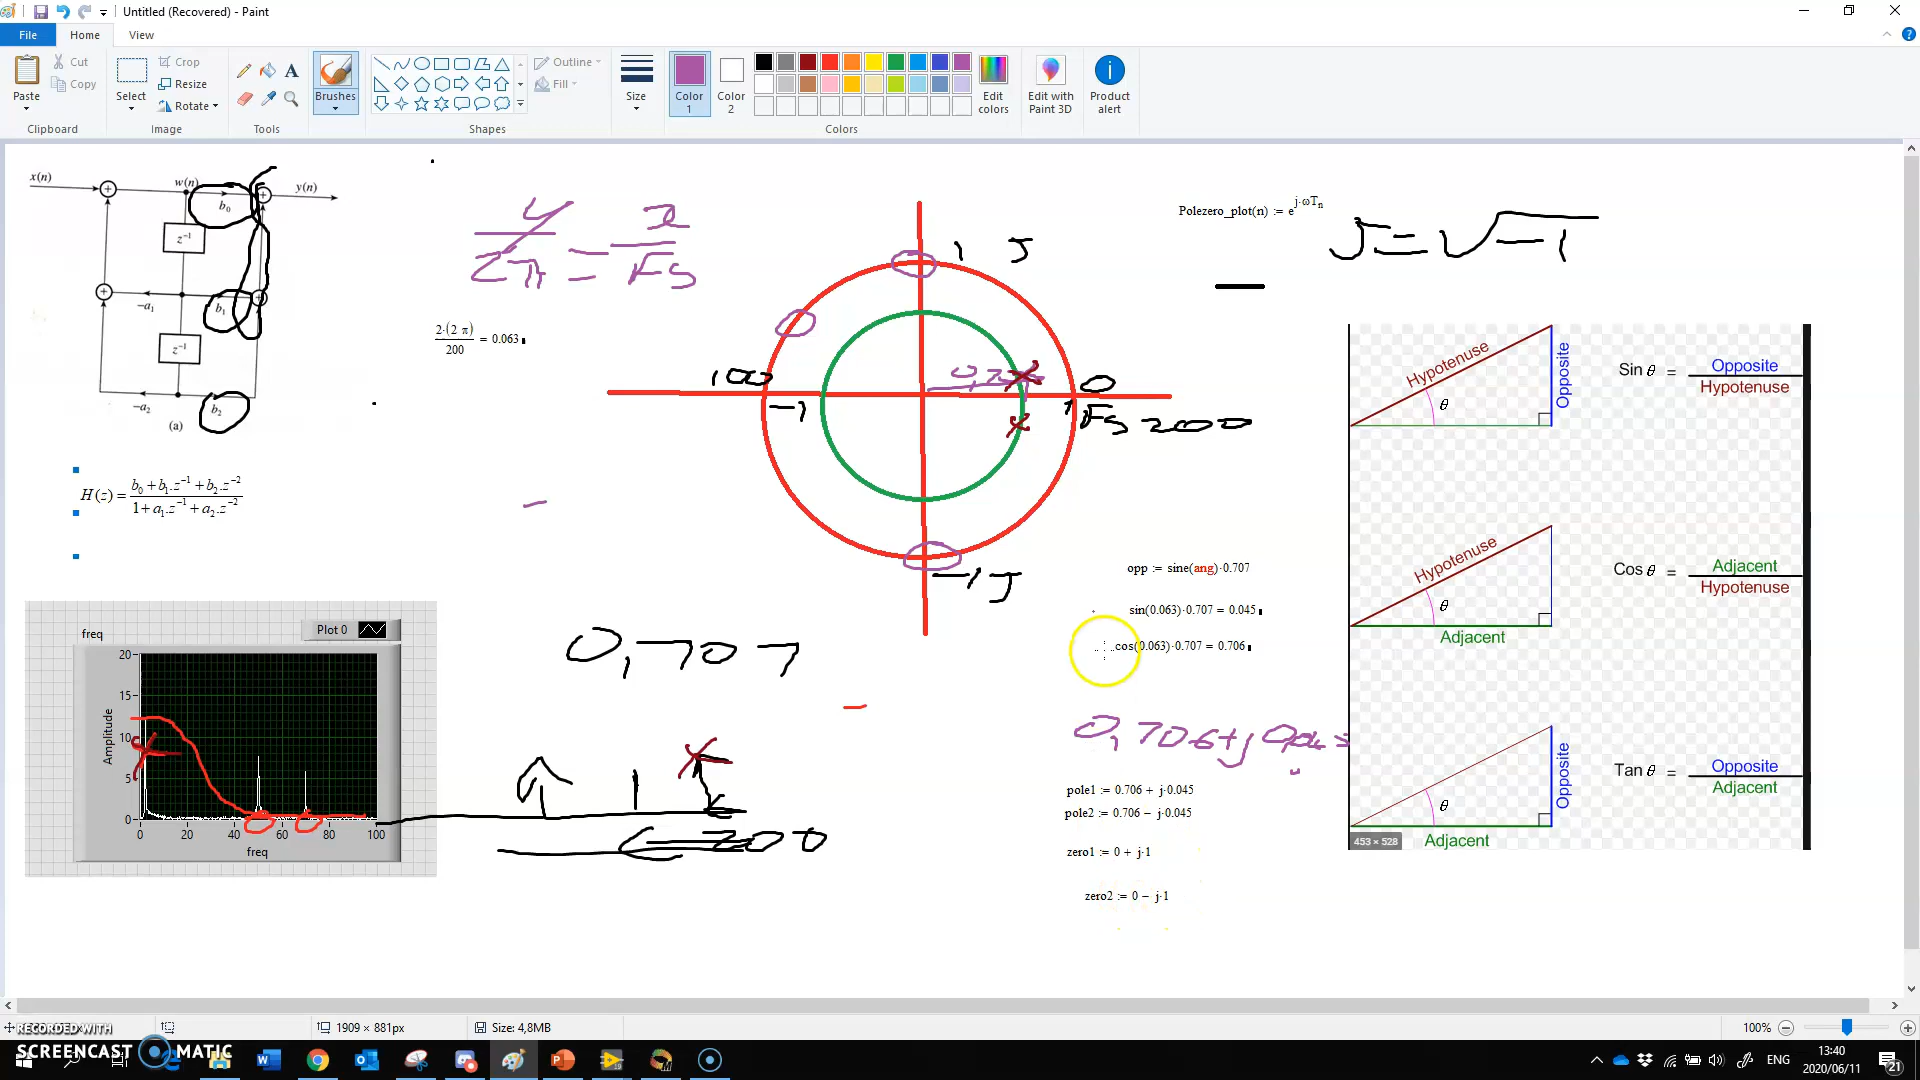 Untitled (Recovered) - Paint
File
Home
View
Paste
Cut
Copy
Clipboard
Select
Crop
Resize
Rotate
Image
Tools
Brushes
Outline
Fill
Shapes
Size
Color 1
Color 2
Edit colors
Colors
Edit with Paint 3D
Product alert
x(n)
w(n)
y(n)
b0
z−1
−a1
b1
z−1
−a2
b2
(a)
H(z) = b0 + b1.z−1 + b2.z−2 / 1 + a1.z−1 + a2.z−2
2π = Fs
2·(2 π) / 200 = 0.063
1 J
100
0
−1
1
Fs 200
−1J
Polezero_plot(n) := e^j·ωTn
J = √−1
opp := sine(ang)·0.707
sin(0.063)·0.707 = 0.045
cos(0.063)·0.707 = 0.706
pole1 := 0.706 + j·0.045
pole2 := 0.706 − j·0.045
zero1 := 0 + j·1
zero2 := 0 − j·1
0,707
200
freq
Plot 0
Amplitude
20
15
10
5
0
0 20 40 60 80 100
freq
Hypotenuse
Opposite
θ
Sin θ = Opposite / Hypotenuse
Hypotenuse
θ
Adjacent
Cos θ = Adjacent / Hypotenuse
Opposite
θ
Adjacent
Tan θ = Opposite / Adjacent
453 × 528
1909 × 881px
Size: 4,8MB
100%
RECORDED WITH
SCREENCAST MATIC
ENG
13:40
2020/06/11
21